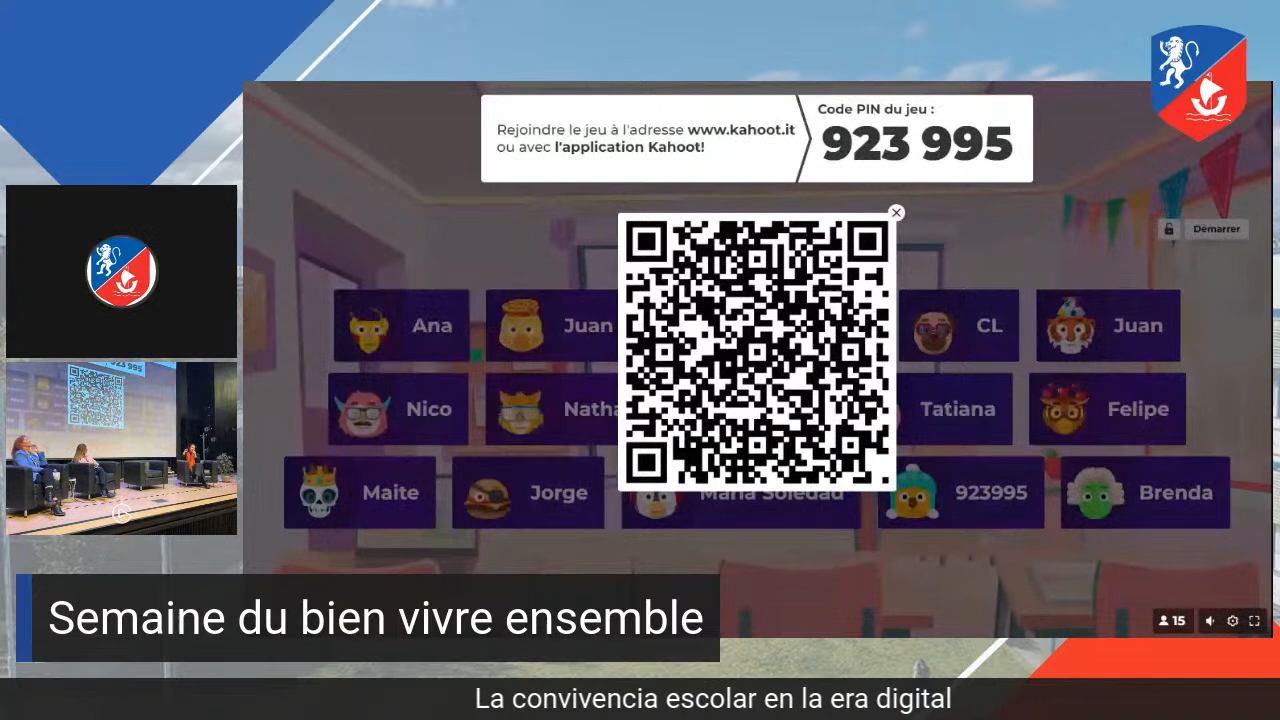 Rejoindre le jeu à l'adresse www.kahoot.it
ou avec l'application Kahoot!
Code PIN du jeu :
923 995
Démarrer
Ana
Juan
CL
Juan
Nico
Tatiana
Felipe
Maite
Jorge
Maria Soledad
923995
Brenda
15
Semaine du bien vivre ensemble
La convivencia escolar en la era digital